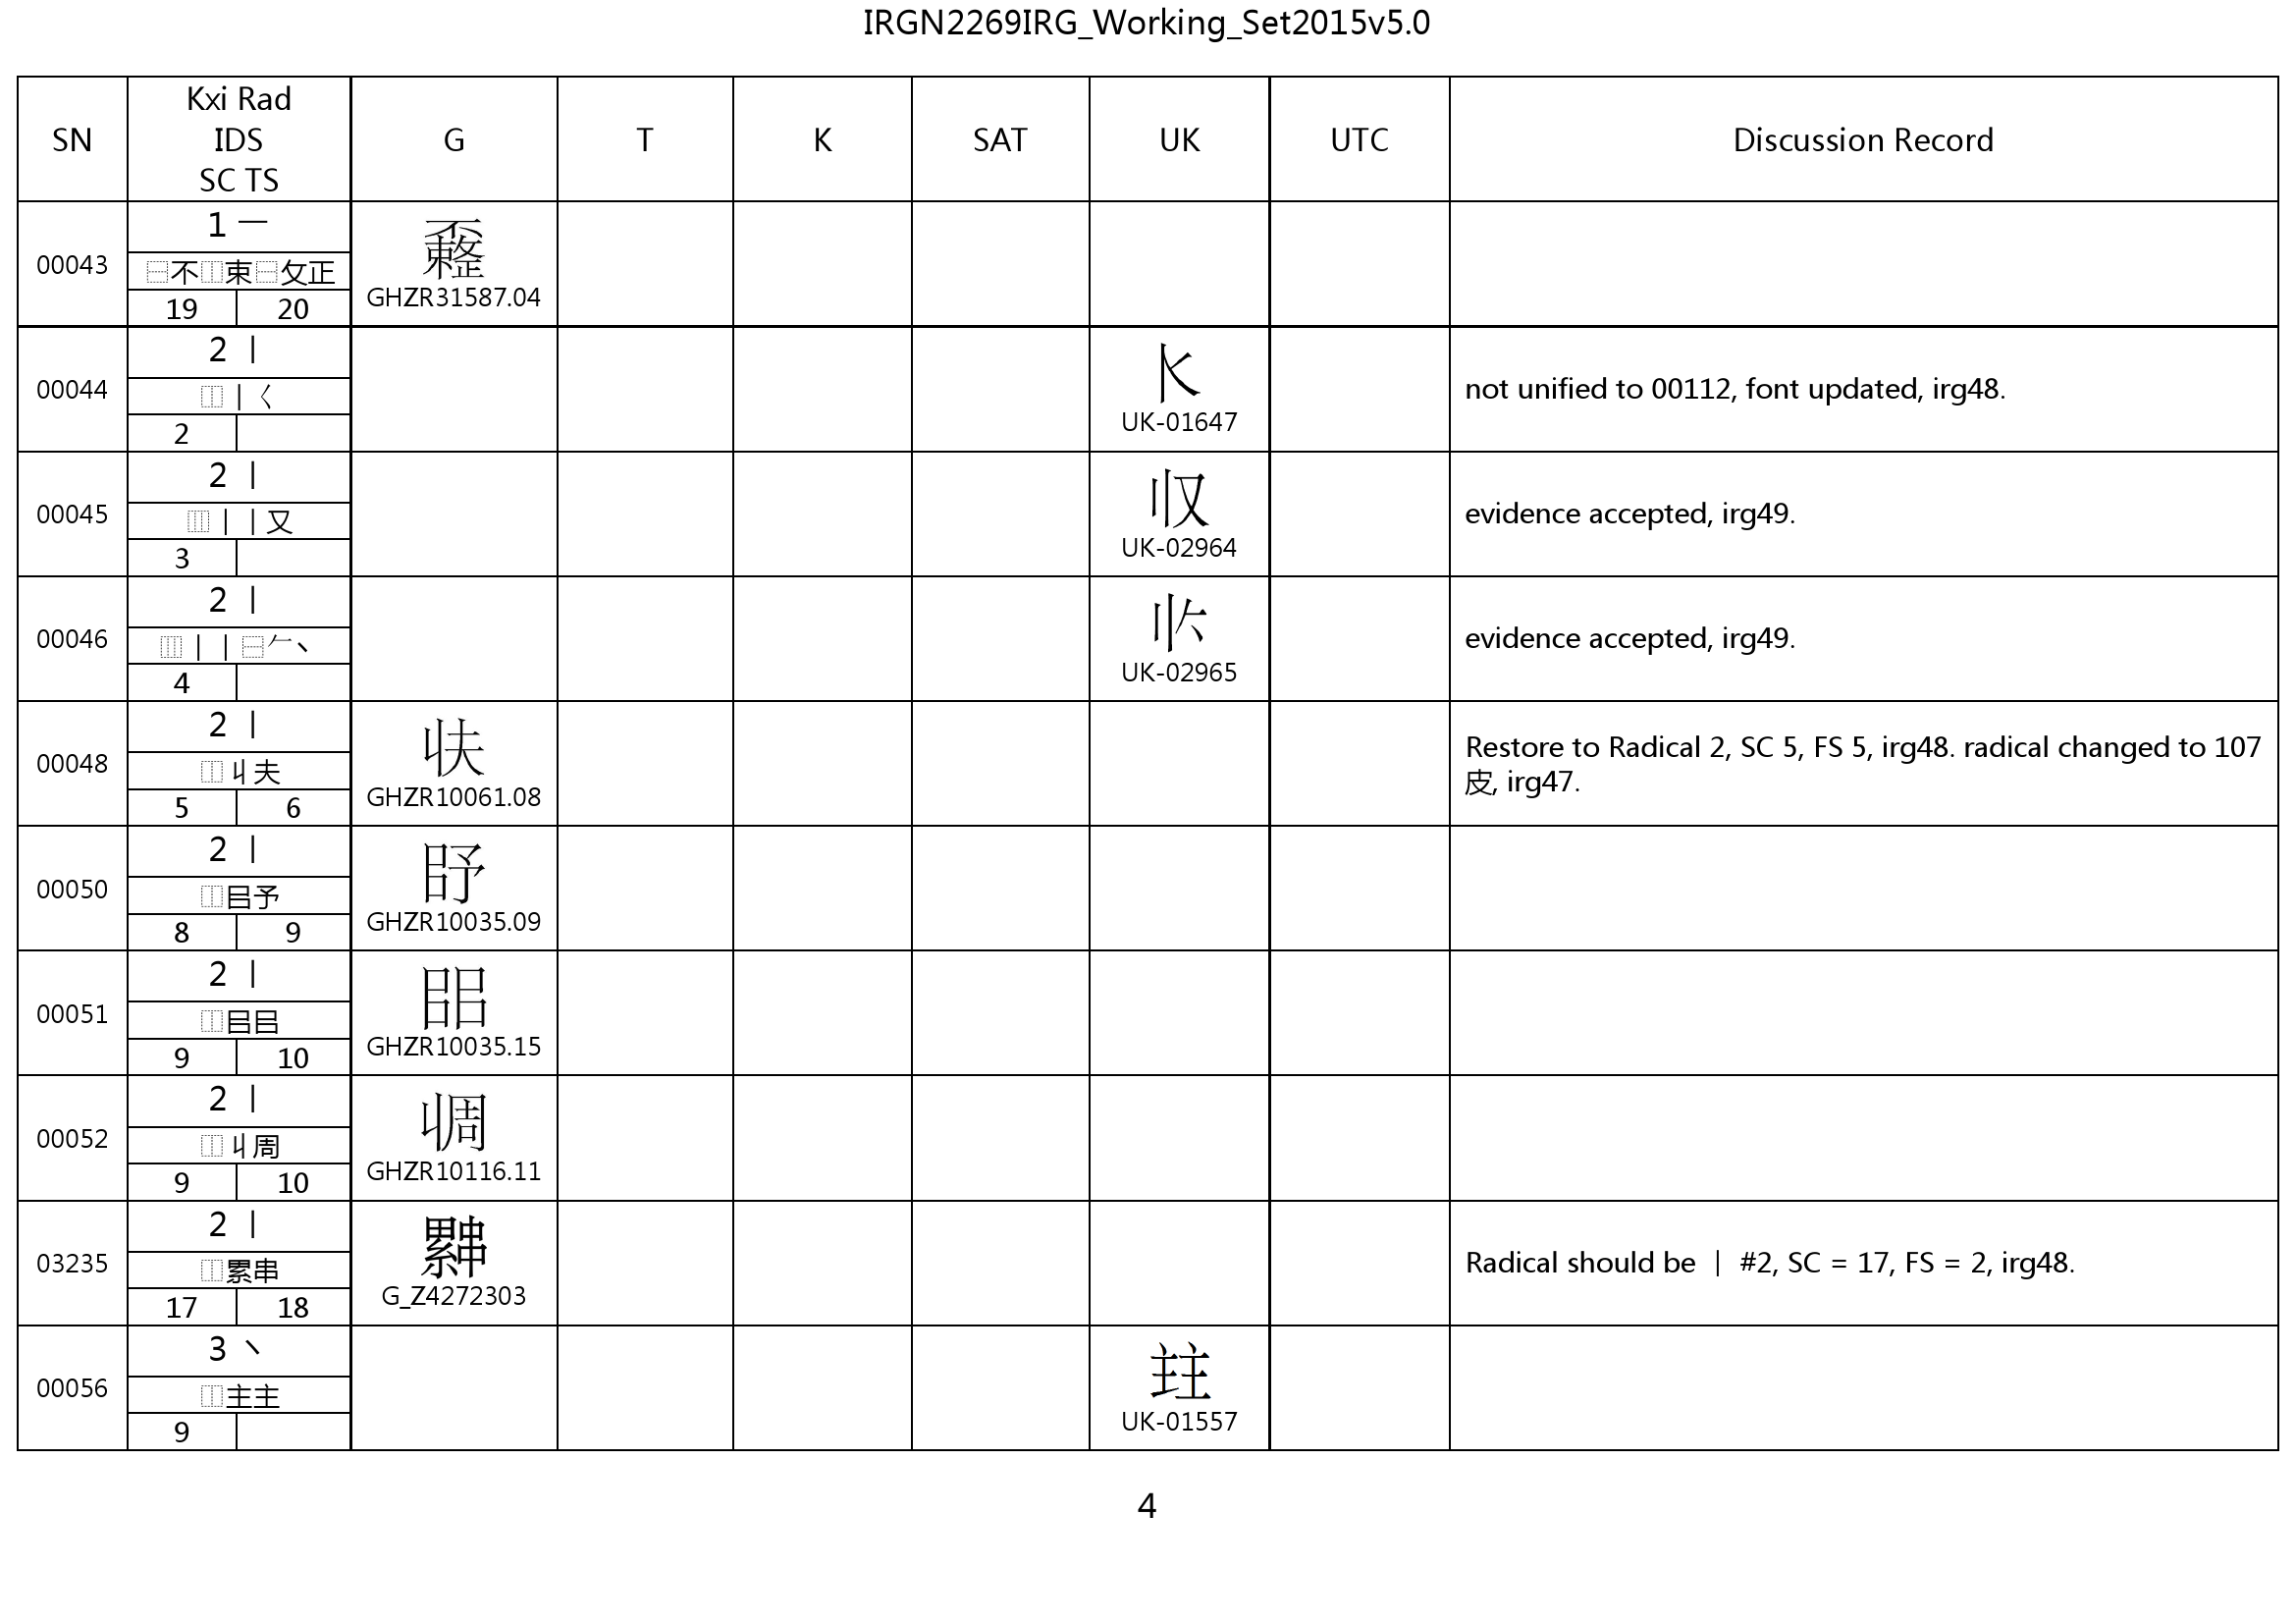 IRGN2269IRG_Working_Set2015v5.0
SN
Kxi Rad
IDS
SC TS
G
T
K
SAT
UK
UTC
Discussion Record
00043
1 一
⿱不⿰束⿱攵正
19 20
GHZR31587.04
00044
2 丨
⿰丨𡿨
2
UK-01647
not unified to 00112, font updated, irg48.
00045
2 丨
⿲丨丨又
3
UK-02964
evidence accepted, irg49.
00046
2 丨
⿲丨丨⿱𠂉丶
4
UK-02965
evidence accepted, irg49.
00048
2 丨
⿰丩夫
5 6
GHZR10061.08
Restore to Radical 2, SC 5, FS 5, irg48. radical changed to 107
皮, irg47.
00050
2 丨
⿰㠯予
8 9
GHZR10035.09
00051
2 丨
⿰㠯㠯
9 10
GHZR10035.15
00052
2 丨
⿰丩周
9 10
GHZR10116.11
03235
2 丨
⿰累串
17 18
G_Z4272303
Radical should be 丨 #2, SC = 17, FS = 2, irg48.
00056
3 丶
⿰主主
9
UK-01557
4